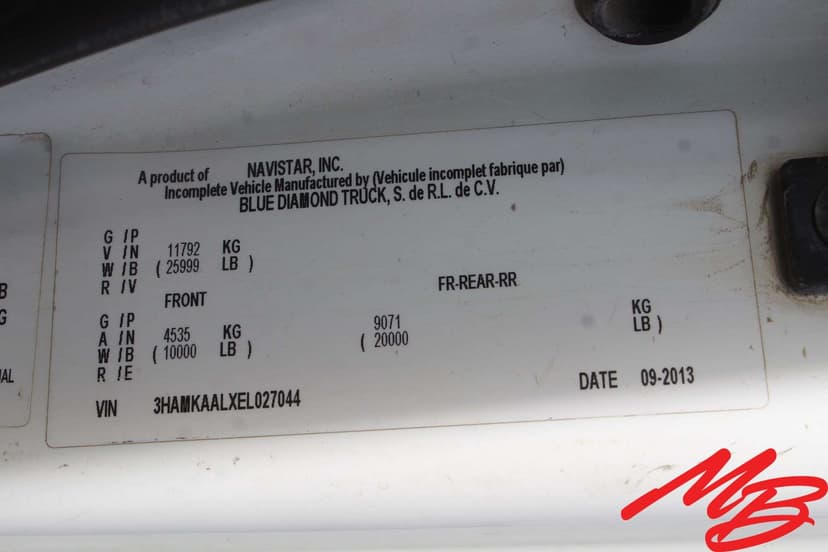 A product of NAVISTAR, INC.
Incomplete Vehicle Manufactured by (Vehicule incomplet fabrique par)
BLUE DIAMOND TRUCK, S. de R.L. de C.V.
G / P
V / N 11792 KG
W / B ( 25999 LB )
R / V
FRONT FR-REAR-RR
G / P
A / N 4535 KG 9071 KG
W / B ( 10000 LB ) ( 20000 LB )
R / E
VIN 3HAMKAALXEL027044 DATE 09-2013
B
G
MB